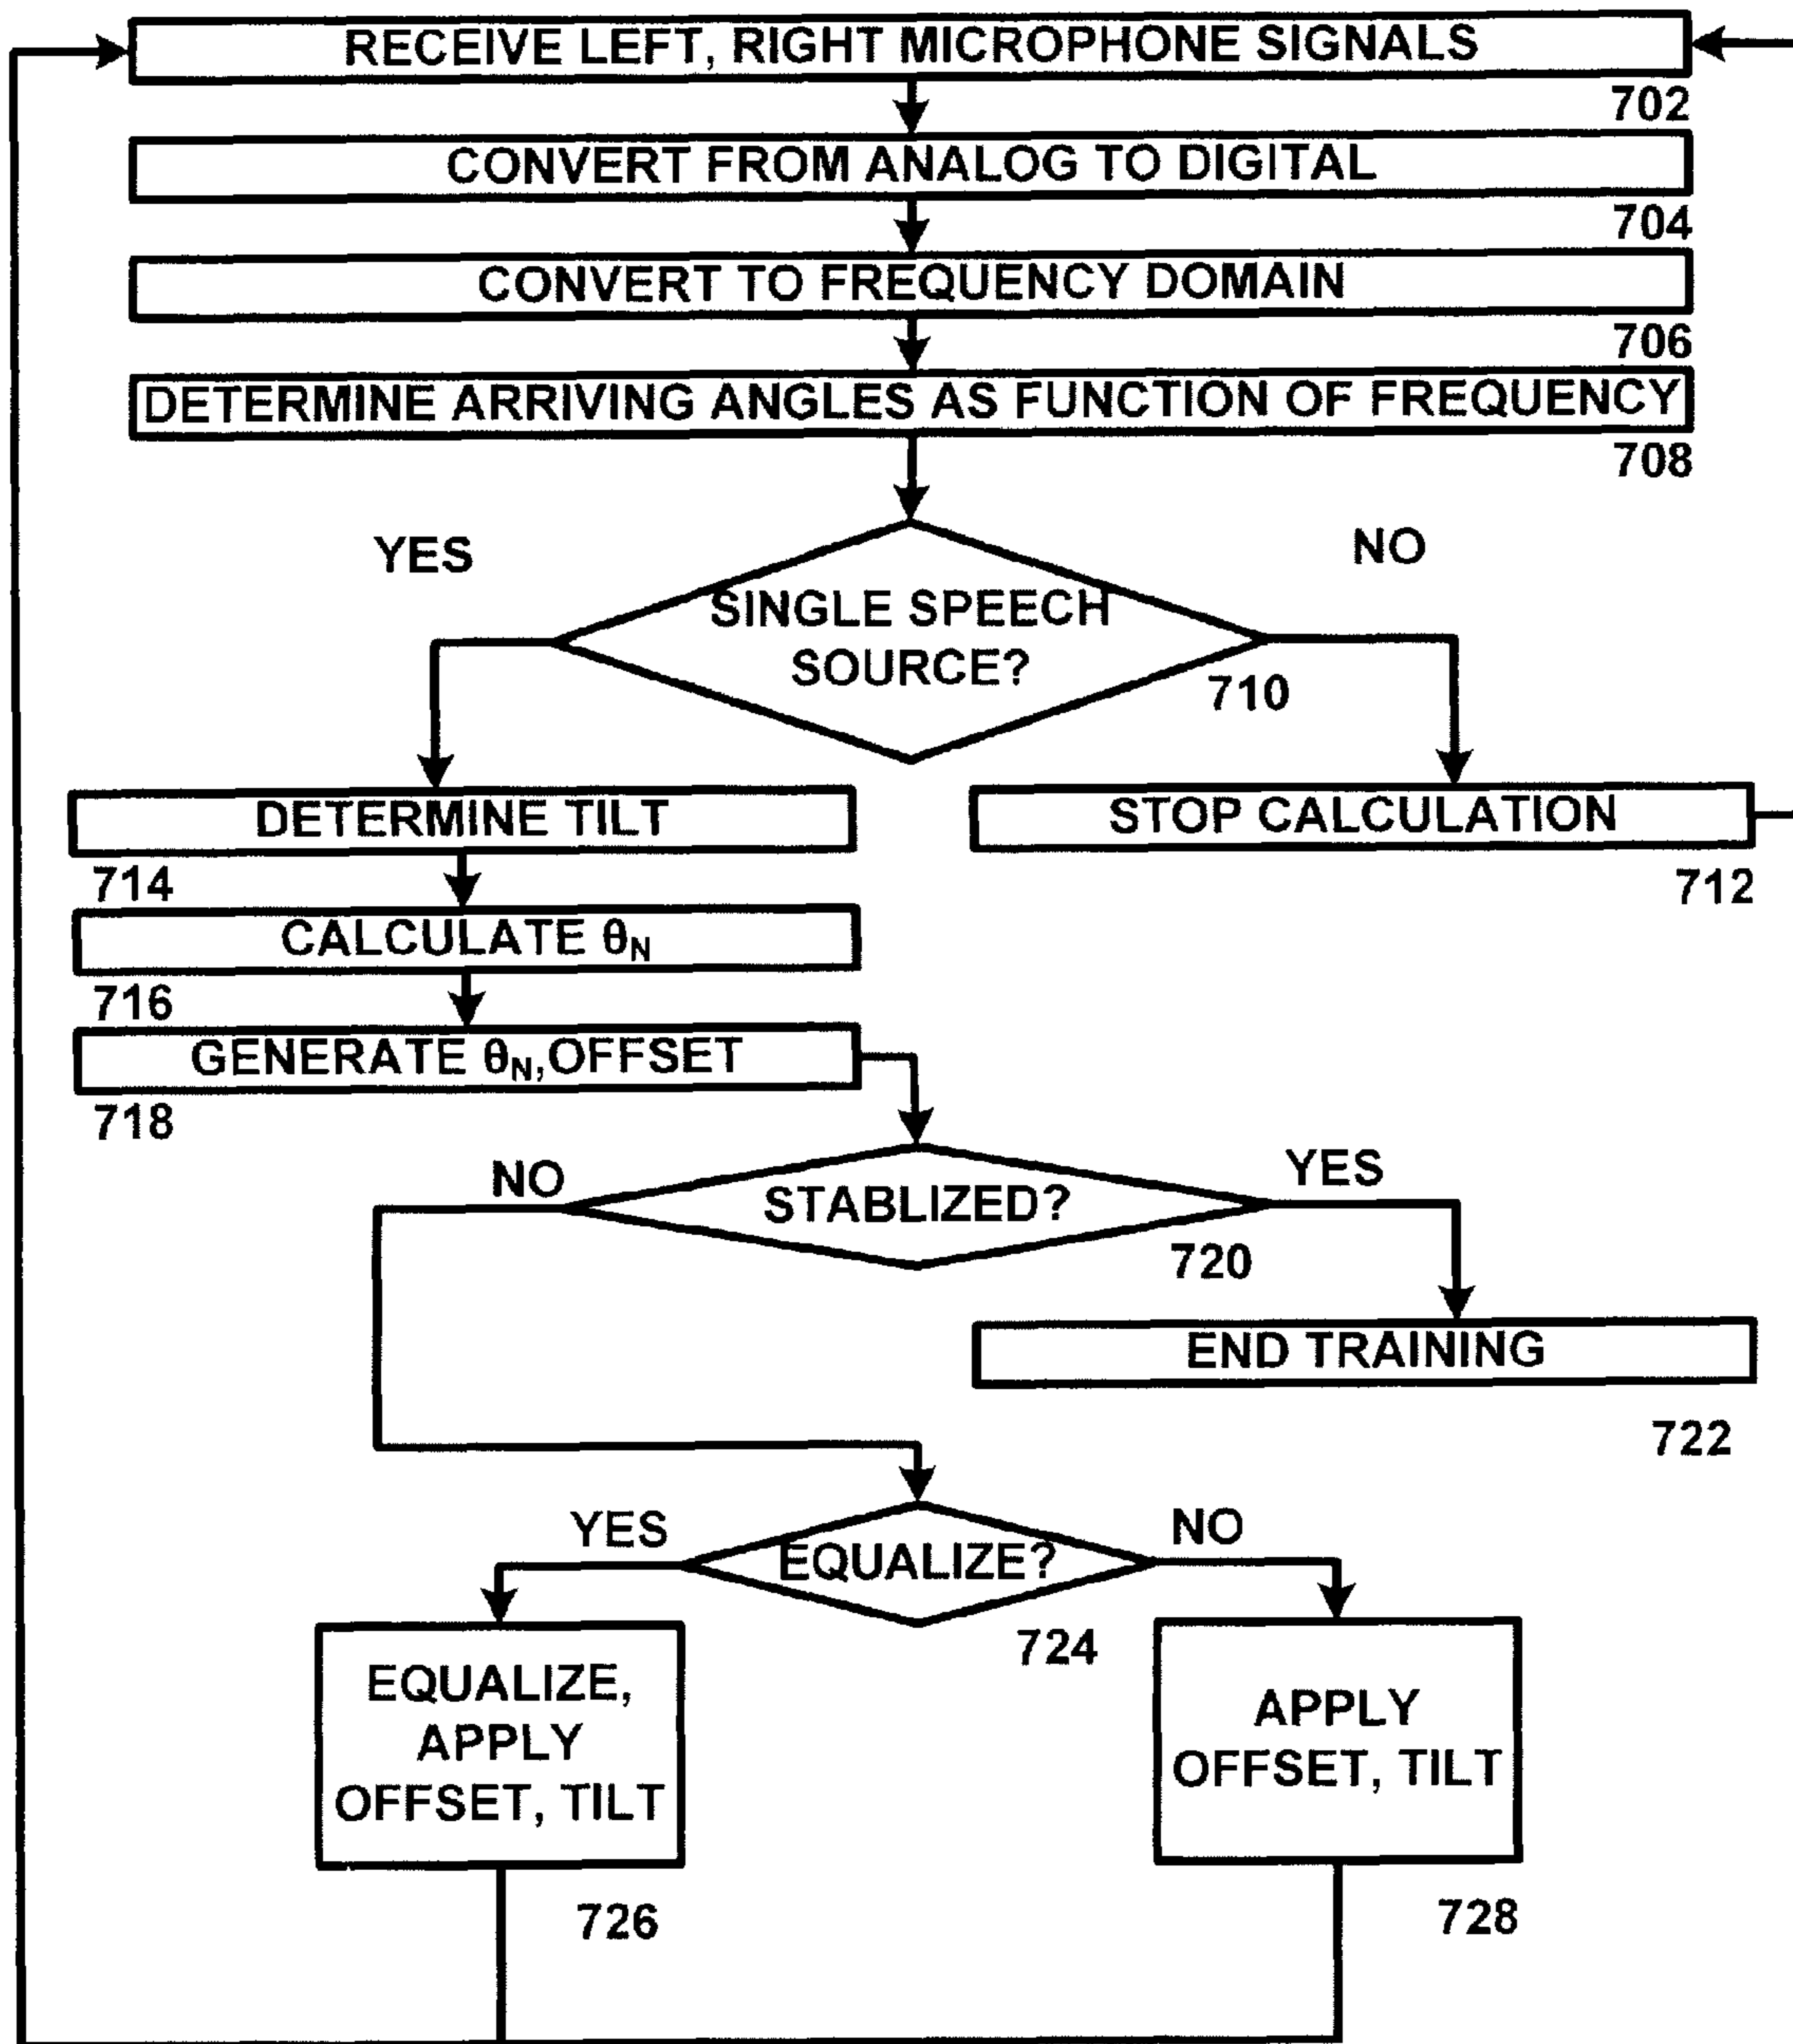 RECEIVE LEFT, RIGHT MICROPHONE SIGNALS
702
CONVERT FROM ANALOG TO DIGITAL
704
CONVERT TO FREQUENCY DOMAIN
706
DETERMINE ARRIVING ANGLES AS FUNCTION OF FREQUENCY
708
YES
NO
SINGLE SPEECH
SOURCE?
710
DETERMINE TILT
714
STOP CALCULATION
712
CALCULATE θN
716
GENERATE θN,OFFSET
718
NO
YES
STABLIZED?
720
END TRAINING
722
YES
NO
EQUALIZE?
724
EQUALIZE,
APPLY
OFFSET, TILT
726
APPLY
OFFSET, TILT
728